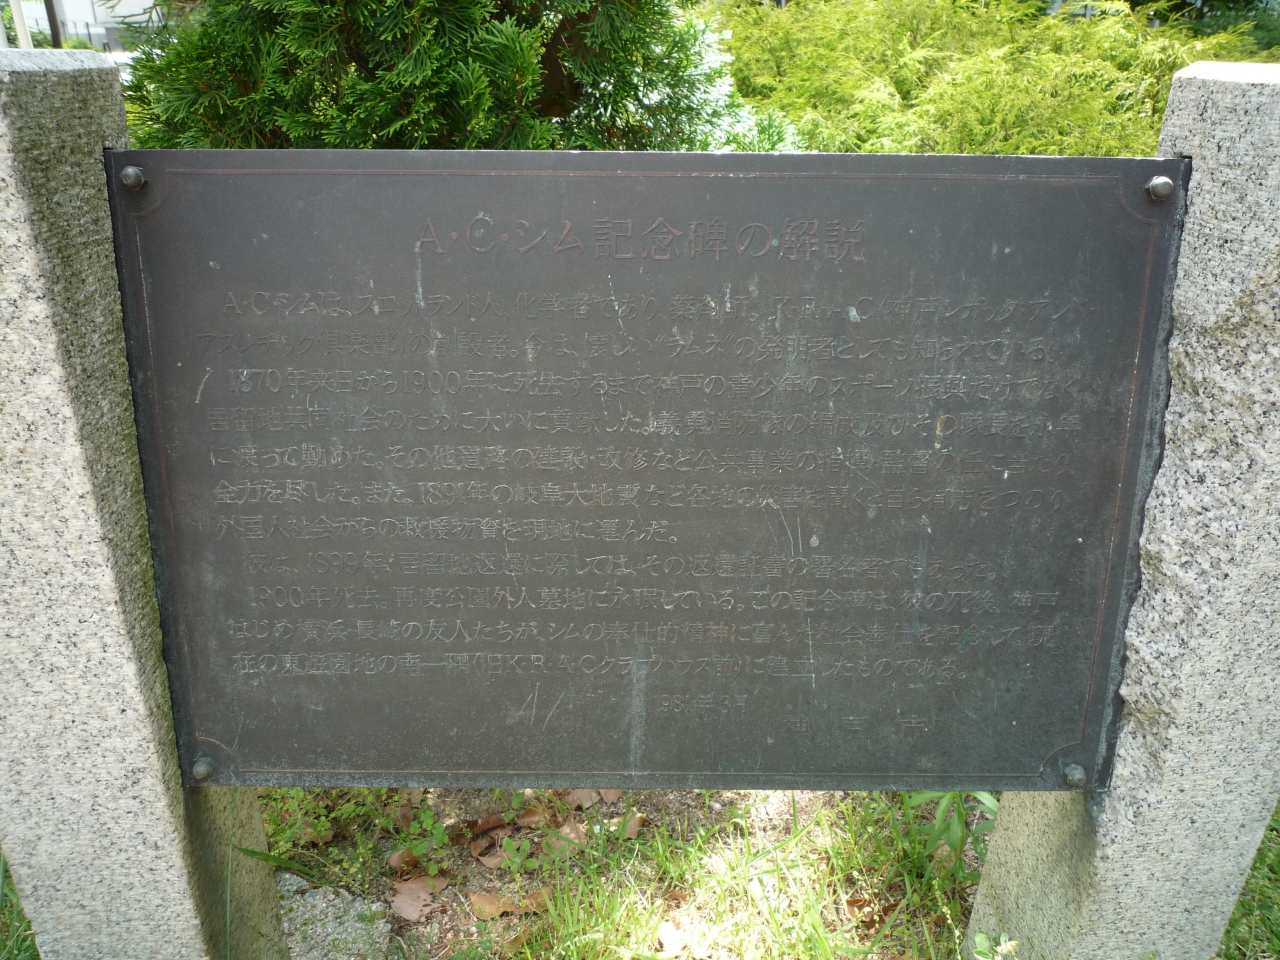 A・C・シム記念碑の解説
A・C・シムは、スコットランド人、化学者であり、薬剤師。K・R・A・C(神戸レガッタ・アンド・
アスレチック倶楽部)の創設者。今は、懐しい“ラムネ”の発明者としても知られている。
1870年来日から1900年に死去するまで神戸の青少年のスポーツ振興だけでなく
居留地共同社会のために大いに貢献した。義勇消防隊の編成及びその隊長を永年
に渡って勤めた。その他道路の建設・改修など公共事業の指揮・監督の任に当たり
全力を尽した。また、1891年の岐阜大地震など各地の災害を聞くと自ら有志をつのり
外国人社会からの救援物資を現地に運んだ。
彼は、1899年居留地返還に際しては、その返還証書の署名者でもあった。
1900年死去。再度公園外人墓地に永眠している。この記念碑は、彼の死後、神戸
はじめ横浜・長崎の友人たちが、シムの奉仕的精神に富んだ社会奉仕を記念して現
在の東遊園地の南一隅(旧K・R・A・Cクラブハウス前)に建立したものである。
年3月
神戸市